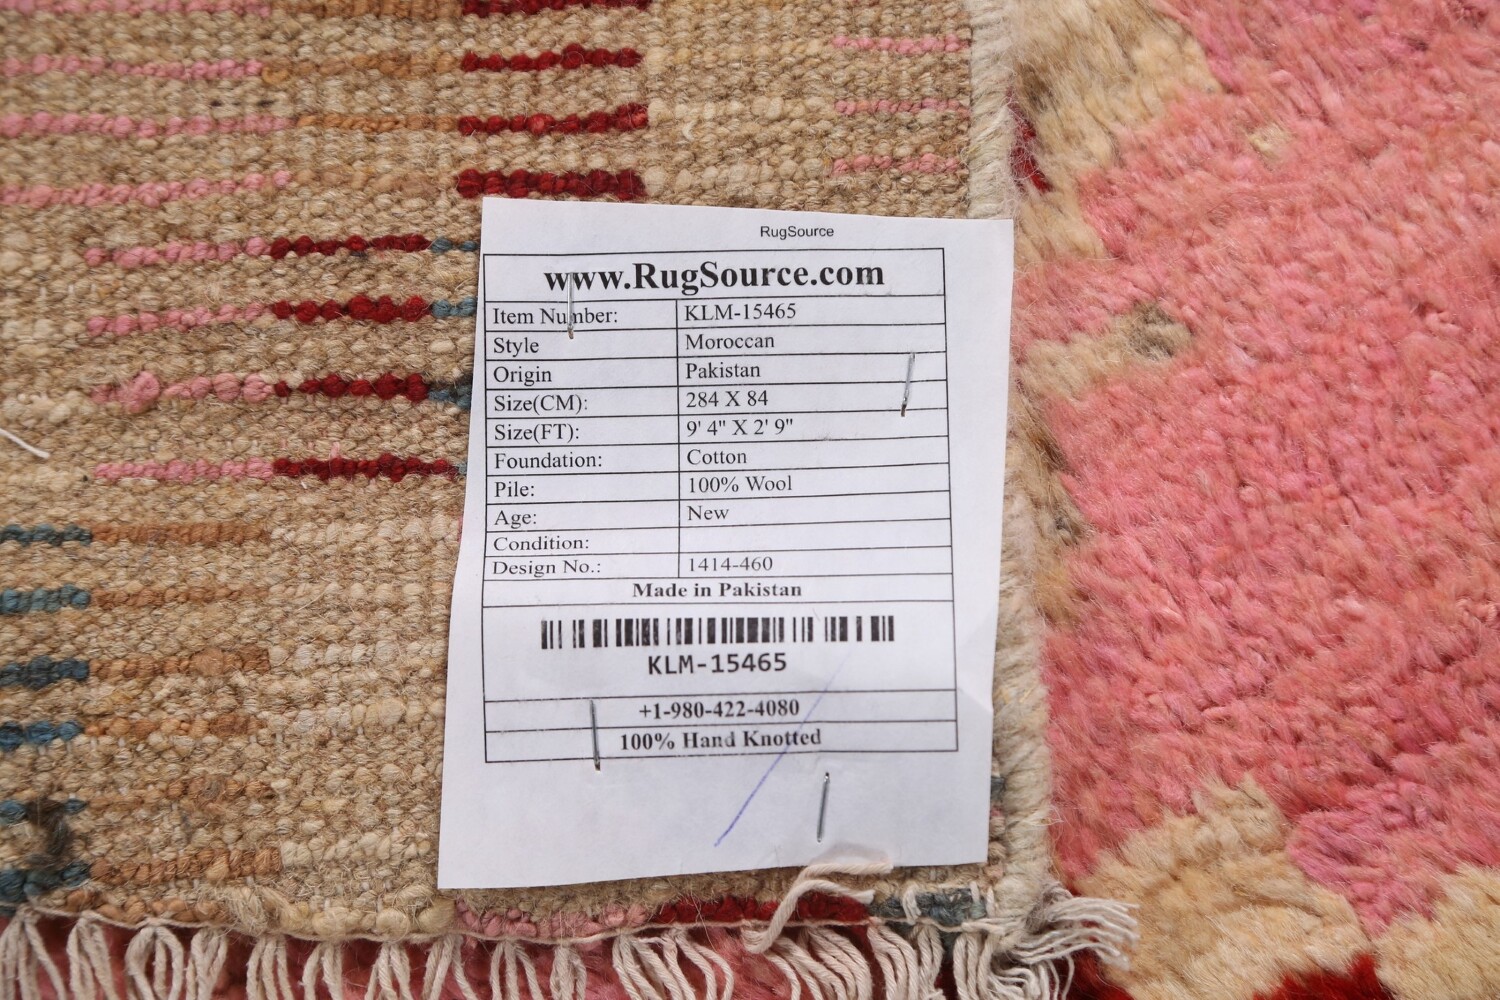 RugSource
www.RugSource.com
Item Number: KLM-15465
Style Moroccan
Origin Pakistan
Size(CM): 284 X 84
Size(FT): 9' 4" X 2' 9"
Foundation: Cotton
Pile: 100% Wool
Age: New
Condition:
Design No.: 1414-460
Made in Pakistan
KLM-15465
+1-980-422-4080
100% Hand Knotted